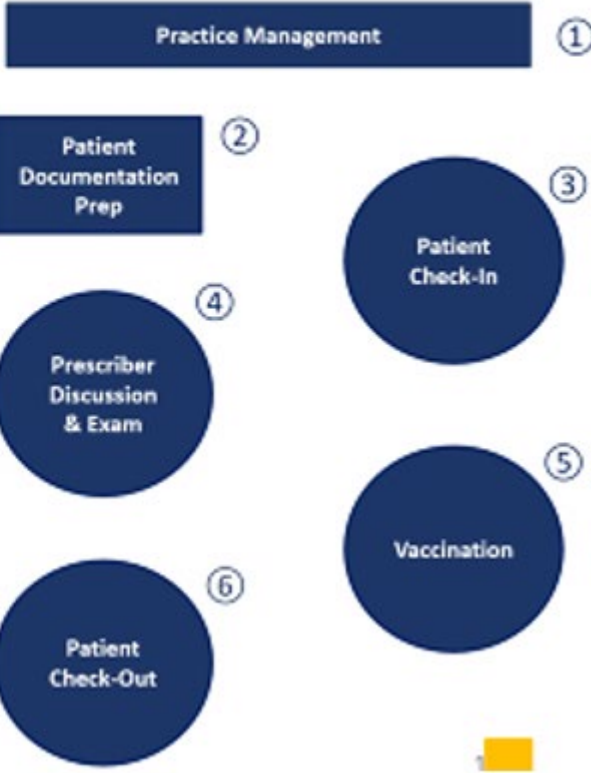 Practice Management
①
Patient
Documentation
Prep
②
Patient
Check-In
③
Prescriber
Discussion
& Exam
④
Vaccination
⑤
Patient
Check-Out
⑥